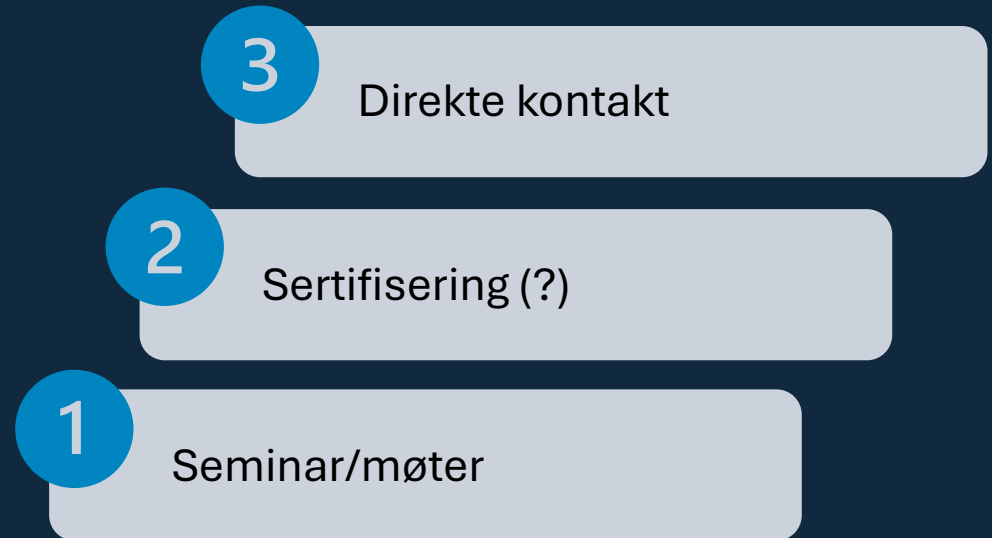 3
Direkte kontakt
2
Sertifisering (?)
1
Seminar/møter